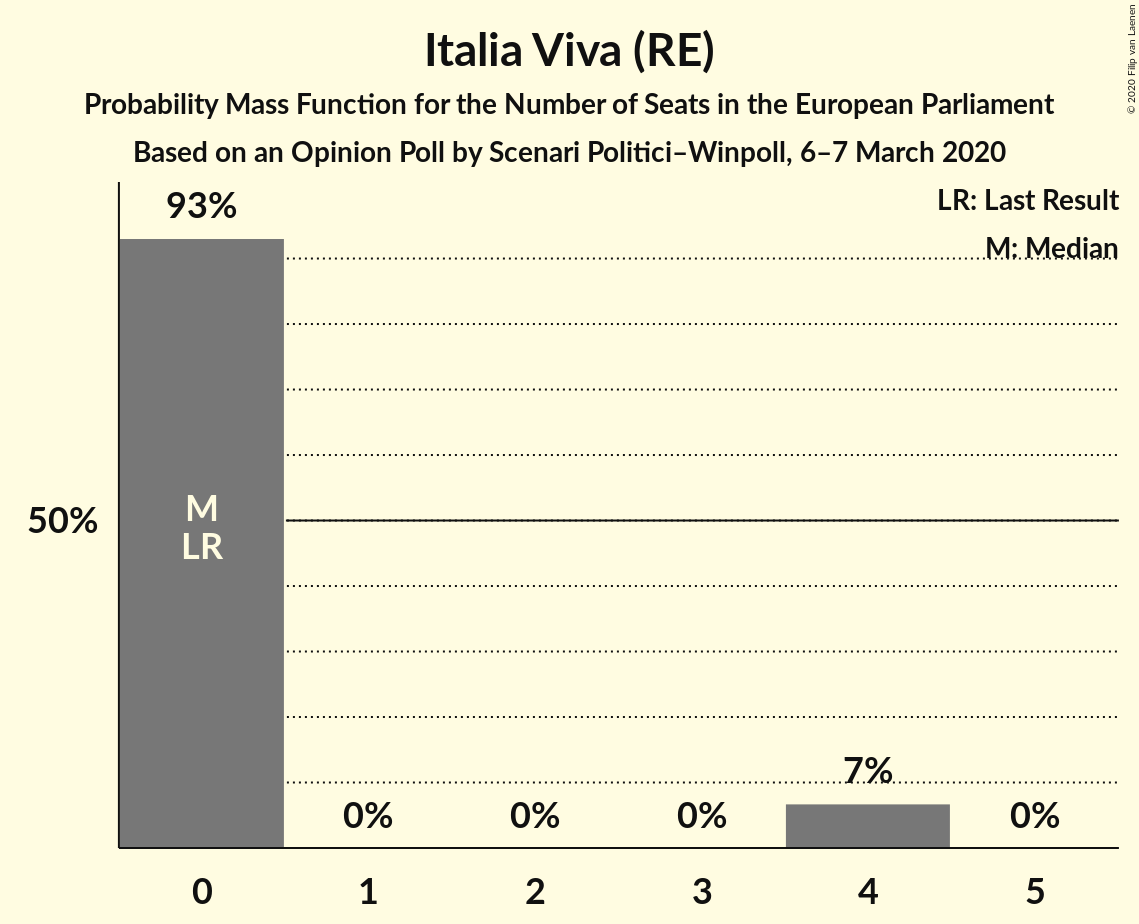 Italia Viva (RE)
Probability Mass Function for the Number of Seats in the European Parliament
Based on an Opinion Poll by Scenari Politici–Winpoll, 6–7 March 2020
© 2020 Filip van Laenen
LR: Last Result
M: Median
93%
50%
M
LR
0%
0%
0%
7%
0%
0
1
2
3
4
5